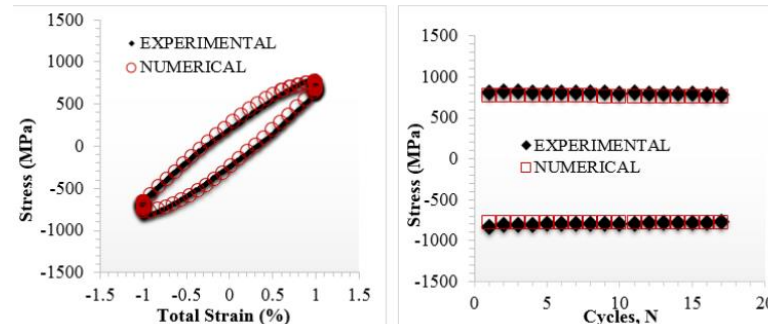 1500
1000
500
0
-500
-1000
-1500
Stress (MPa)
EXPERIMENTAL
NUMERICAL
-1.5 -1 -0.5 0 0.5 1 1.5
Total Strain (%)
1500
1000
500
0
-500
-1000
-1500
Stress (MPa)
EXPERIMENTAL
NUMERICAL
0 5 10 15 20
Cycles, N